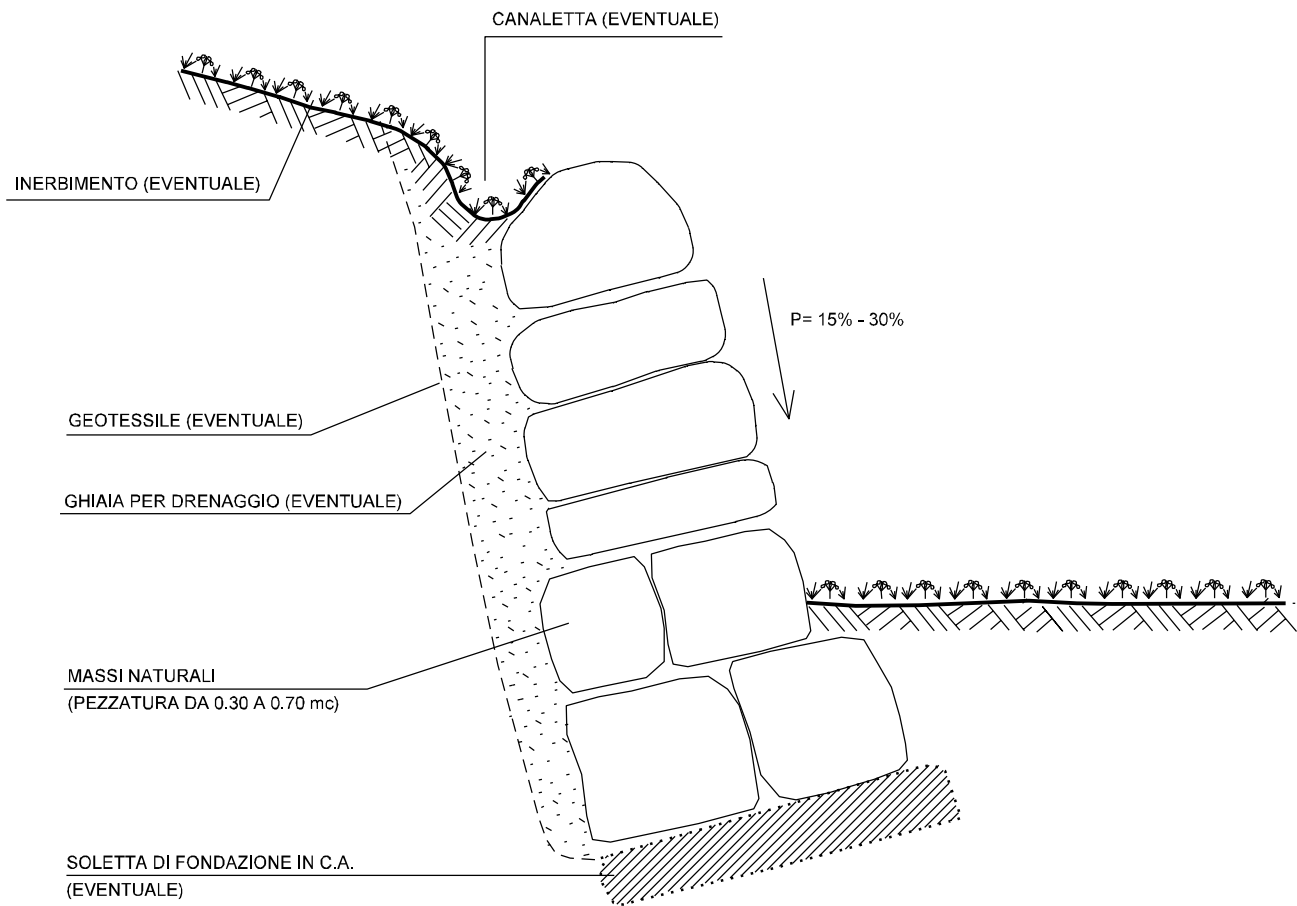 CANALETTA (EVENTUALE)
INERBIMENTO (EVENTUALE)
P= 15% - 30%
GEOTESSILE (EVENTUALE)
GHIAIA PER DRENAGGIO (EVENTUALE)
MASSI NATURALI
(PEZZATURA DA 0.30 A 0.70 mc)
SOLETTA DI FONDAZIONE IN C.A.
(EVENTUALE)